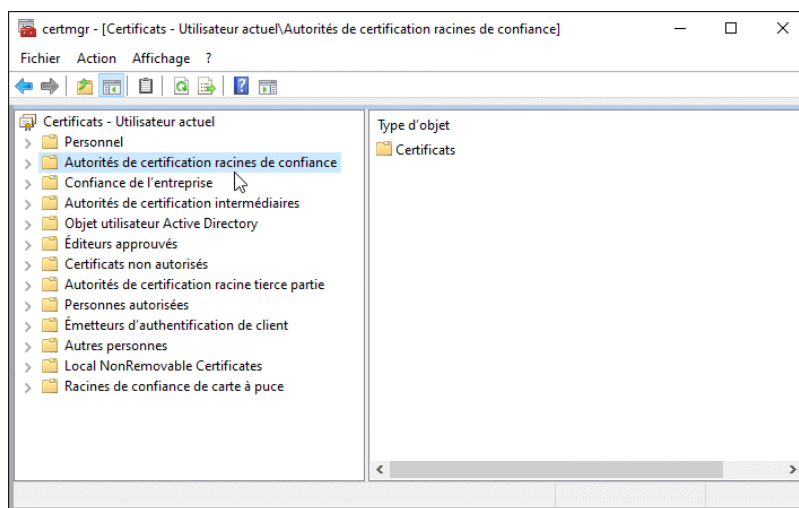 certmgr - [Certificats - Utilisateur actuel\Autorités de certification racines de confiance]
Fichier Action Affichage ?
Certificats - Utilisateur actuel
Personnel
Autorités de certification racines de confiance
Confiance de l'entreprise
Autorités de certification intermédiaires
Objet utilisateur Active Directory
Éditeurs approuvés
Certificats non autorisés
Autorités de certification racine tierce partie
Personnes autorisées
Émetteurs d'authentification de client
Autres personnes
Local NonRemovable Certificates
Racines de confiance de carte à puce
Type d'objet
Certificats